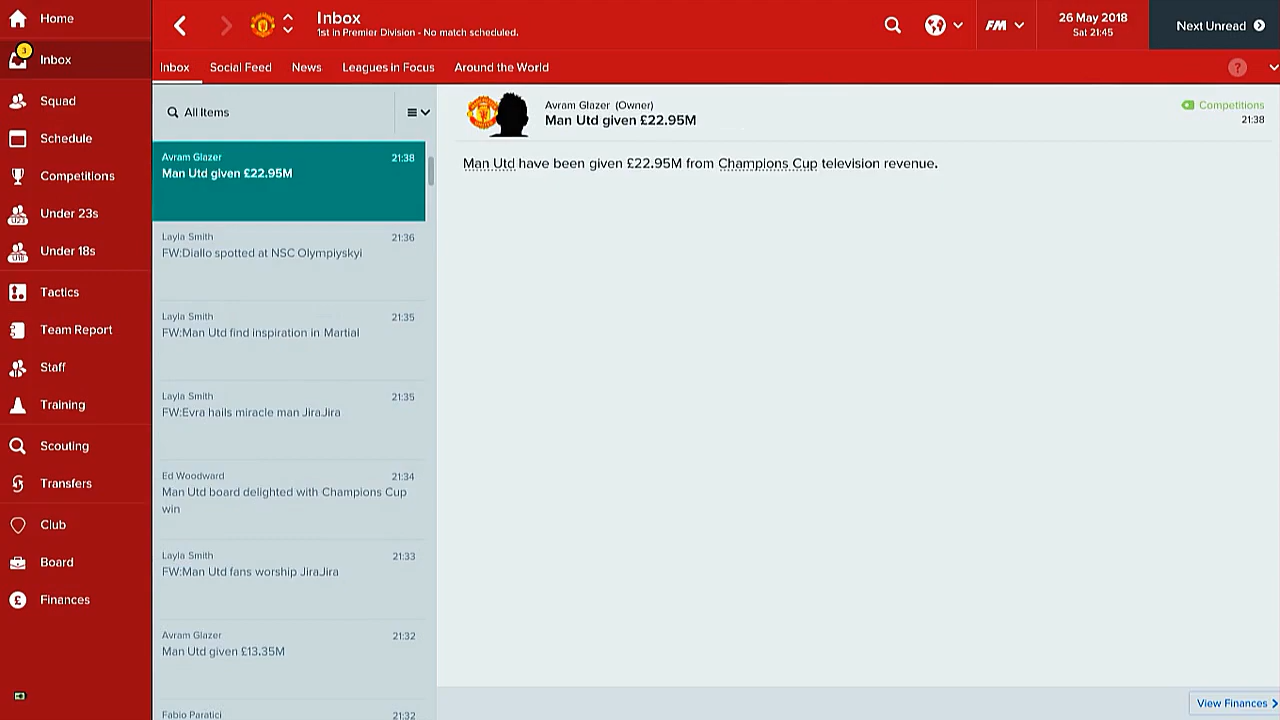 Home
3
Inbox
Squad
Schedule
Competitions
Under 23s
Under 18s
Tactics
Team Report
Staff
Training
Scouting
Transfers
Club
Board
Finances
Inbox
1st in Premier Division - No match scheduled.
FM
26 May 2018
Sat 21:45
Next Unread
Inbox
Social Feed
News
Leagues in Focus
Around the World
?
All Items
Avram Glazer
21:38
Man Utd given £22.95M
Layla Smith
21:36
FW:Diallo spotted at NSC Olympiyskyi
Layla Smith
21:35
FW:Man Utd find inspiration in Martial
Layla Smith
21:35
FW:Evra hails miracle man JiraJira
Ed Woodward
21:34
Man Utd board delighted with Champions Cup
win
Layla Smith
21:33
FW:Man Utd fans worship JiraJira
Avram Glazer
21:32
Man Utd given £13.35M
Fabio Paratici
21:32
Avram Glazer (Owner)
Man Utd given £22.95M
Competitions
21:38
Man Utd have been given £22.95M from Champions Cup television revenue.
View Finances